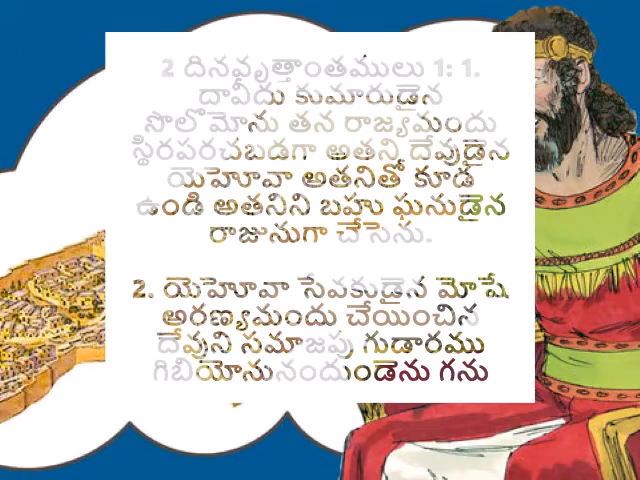 2 దినవృత్తాంతములు 1: 1.
దావీదు కుమారుడైన
సొలొమోను తన రాజ్యమందు
స్థిరపరచబడగా అతని దేవుడైన
యెహోవా అతనితో కూడ
ఉండి అతనిని బహు ఘనుడైన
రాజునుగా చేసెను.
2. యెహోవా సేవకుడైన మోషే
అరణ్యమందు చేయించిన
దేవుని సమాజపు గుడారము
గిబియోనునందుండెను గను